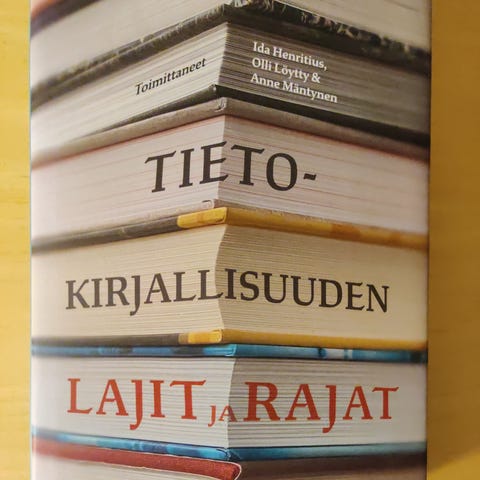 Toimittaneet
Ida Henritius,
Olli Löytty &
Anne Mäntynen
TIETO-
KIRJALLISUUDEN
LAJIT JA RAJAT